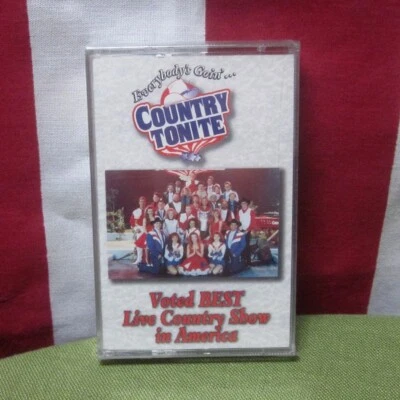 Everybody's Goin'...
COUNTRY
TONITE
Voted BEST
Live Country Show
in America